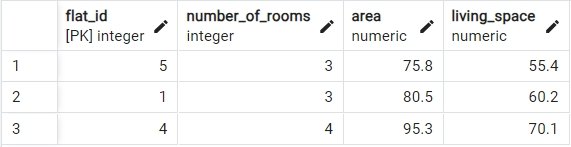 flat_id number_of_rooms area living_space
[PK] integer integer numeric numeric
1 5 3 75.8 55.4
2 1 3 80.5 60.2
3 4 4 95.3 70.1